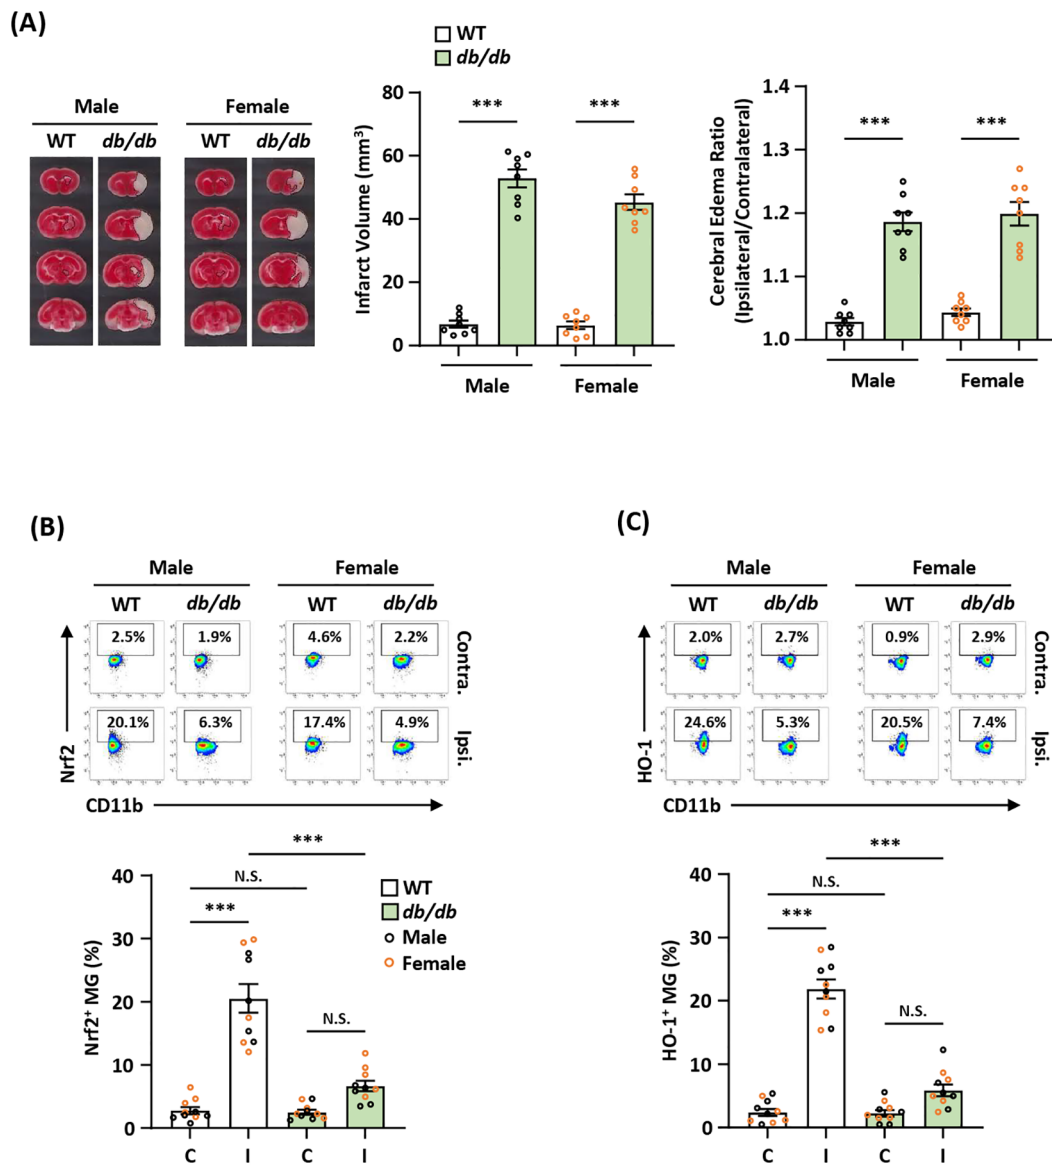 (A)
Male Female
WT db/db WT db/db
WT
db/db
Infarct Volume (mm³)
80
60
40
20
0
*** ***
Male Female
Cerebral Edema Ratio
(Ipsilateral/Contralateral)
1.4
1.3
1.2
1.1
1.0
*** ***
Male Female
(B)
Male Female
WT db/db WT db/db
2.5% 1.9% 4.6% 2.2%
Contra.
20.1% 6.3% 17.4% 4.9%
Ipsi.
Nrf2
CD11b
Nrf2⁺ MG (%)
40
30
20
10
0
***
N.S.
***
N.S.
C I C I
WT
db/db
Male
Female
(C)
Male Female
WT db/db WT db/db
2.0% 2.7% 0.9% 2.9%
Contra.
24.6% 5.3% 20.5% 7.4%
Ipsi.
HO-1
CD11b
HO-1⁺ MG (%)
40
30
20
10
0
***
N.S.
***
N.S.
C I C I